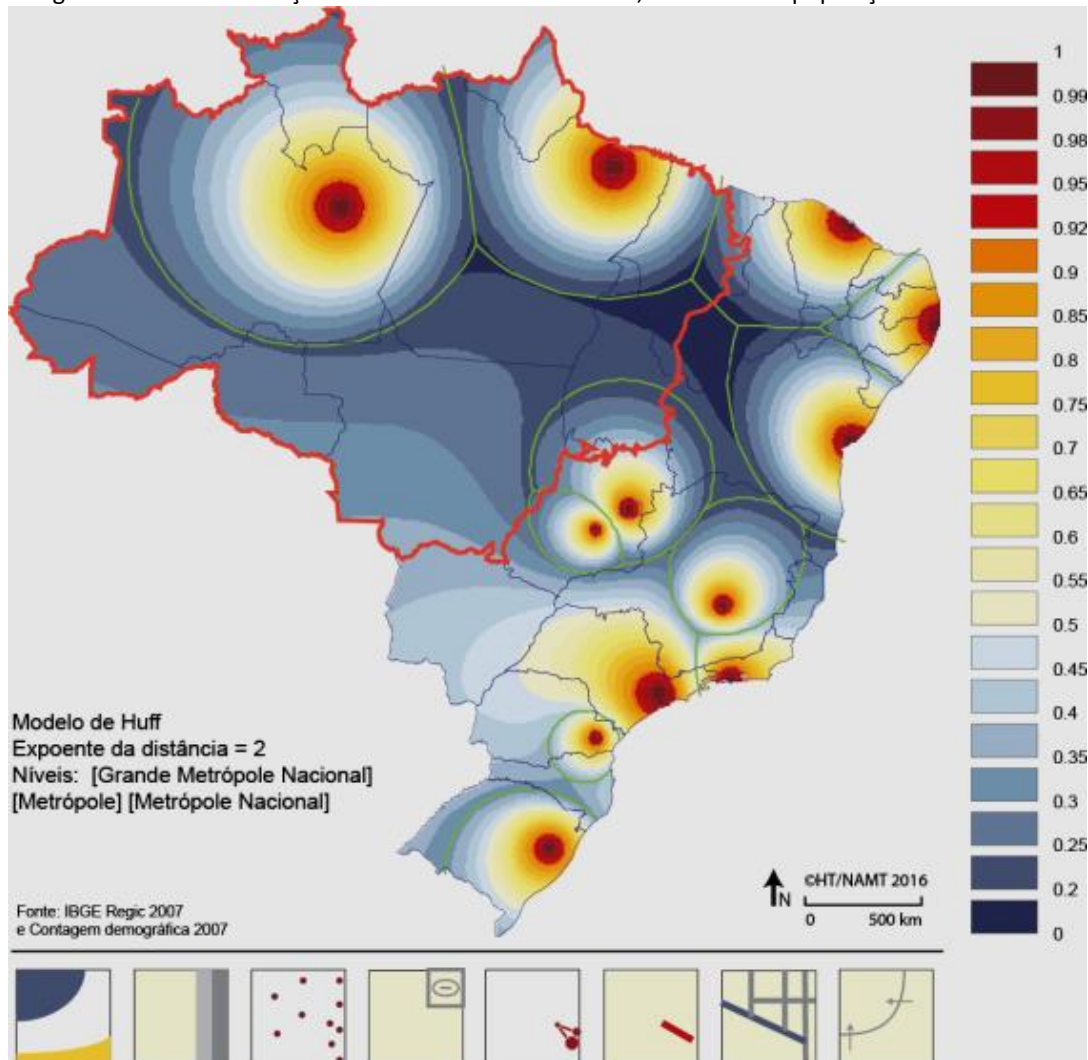 1
0.99
0.98
0.95
0.92
0.9
0.85
0.8
0.75
0.7
0.65
0.6
0.55
0.5
0.45
0.4
0.35
0.3
0.25
0.2
0
Modelo de Huff
Expoente da distância = 2
Níveis: [Grande Metrópole Nacional]
[Metrópole] [Metrópole Nacional]
N
©HT/NAMT 2016
0 500 km
Fonte: IBGE Regic 2007
e Contagem demográfica 2007